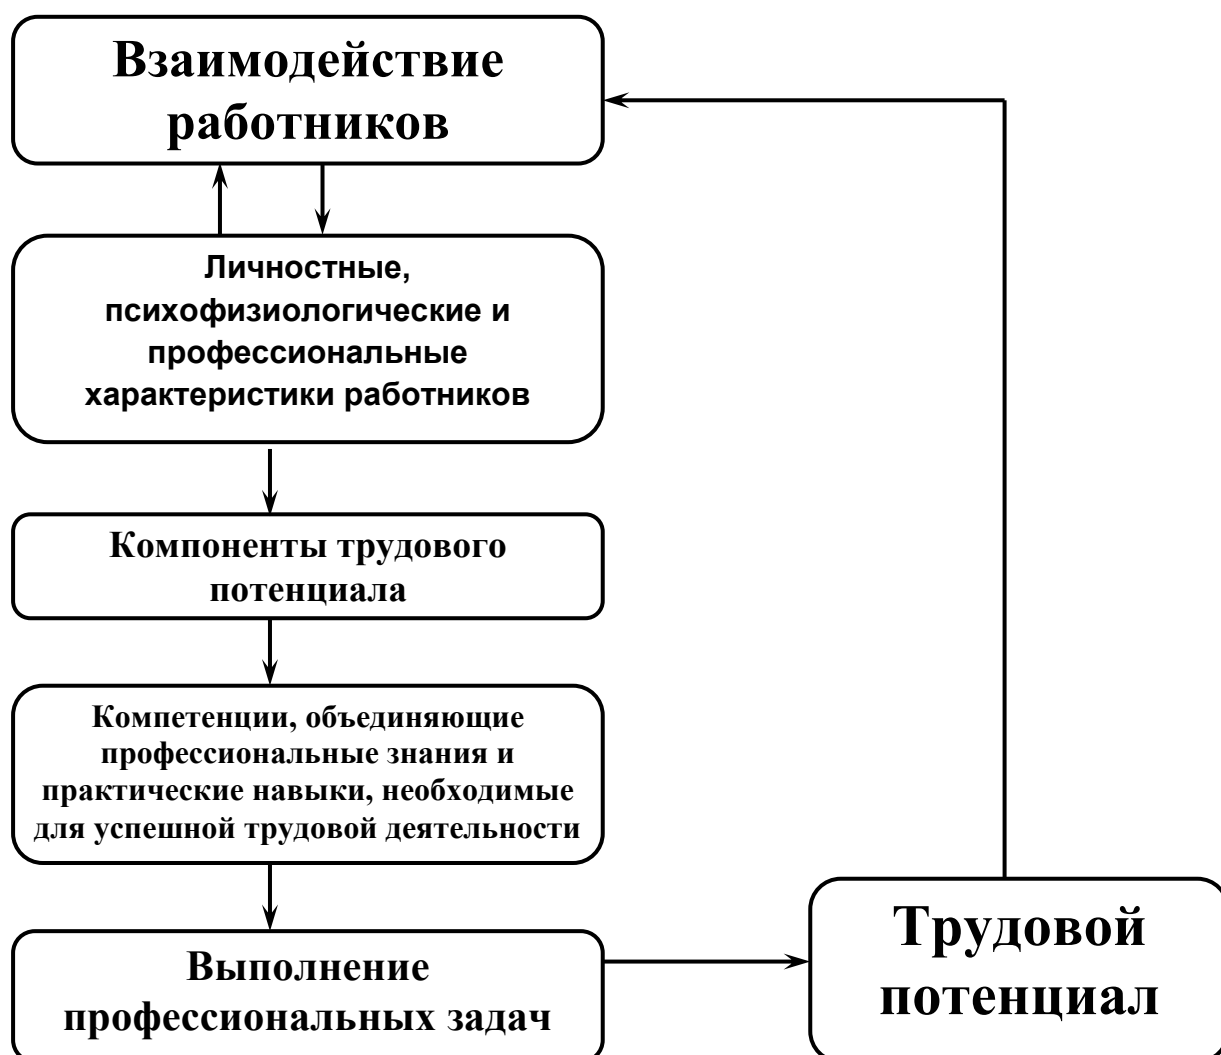 Взаимодействие
работников
Личностные,
психофизиологические и
профессиональные
характеристики работников
Компоненты трудового
потенциала
Компетенции, объединяющие
профессиональные знания и
практические навыки, необходимые
для успешной трудовой деятельности
Выполнение
профессиональных задач
Трудовой
потенциал